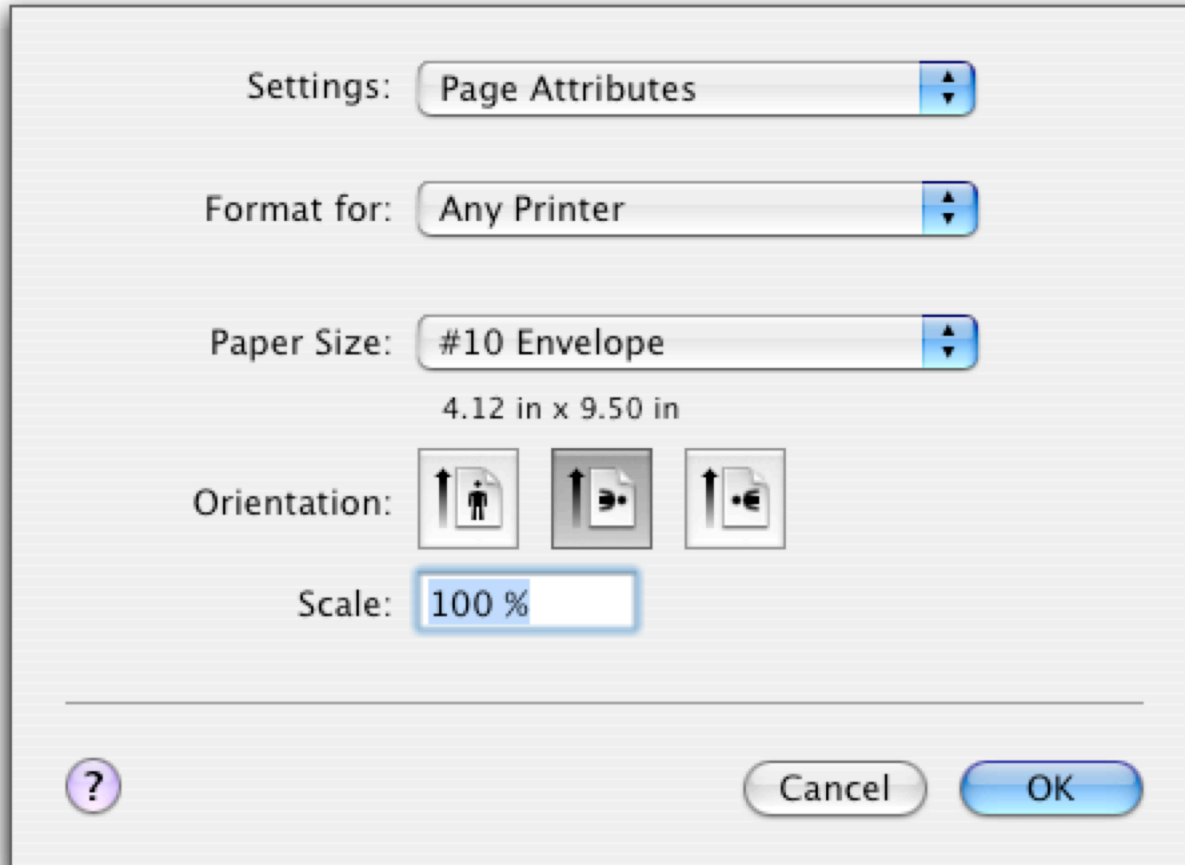 Settings: Page Attributes
Format for: Any Printer
Paper Size: #10 Envelope
4.12 in x 9.50 in
Orientation:
Scale: 100 %
? Cancel OK